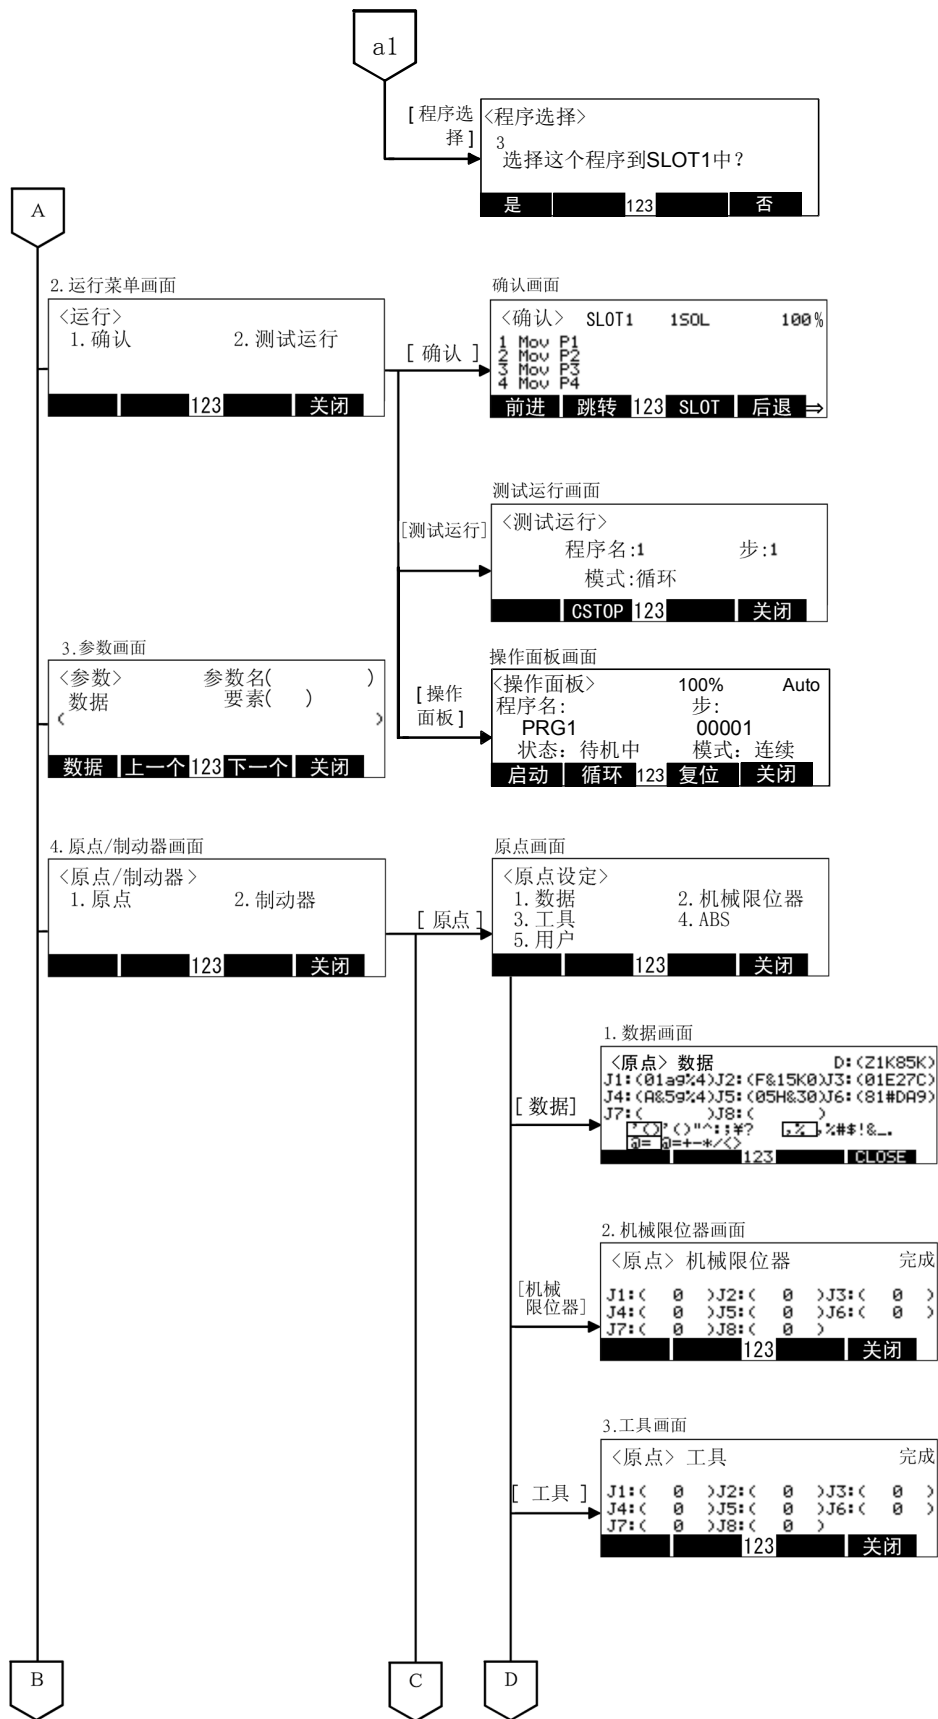 a1
[程序选
择]
<程序选择>
3
选择这个程序到SLOT1中?
是 123 否
A
2.运行菜单画面
<运行>
1.确认 2.测试运行
123 关闭
[ 确认 ]
确认画面
<确认> SLOT1 1SOL 100%
1 Mov P1
2 Mov P2
3 Mov P3
4 Mov P4
前进 跳转 123 SLOT 后退 ⇒
[测试运行]
测试运行画面
<测试运行>
程序名:1 步:1
模式:循环
CSTOP 123 关闭
3.参数画面
<参数> 参数名( )
数据 要素( )
( )
数据 上一个 123 下一个 关闭
[操作
面板]
操作面板画面
<操作面板> 100% Auto
程序名: 步:
PRG1 00001
状态: 待机中 模式: 连续
启动 循环 123 复位 关闭
4.原点/制动器画面
<原点/制动器>
1.原点 2.制动器
123 关闭
[ 原点 ]
原点画面
<原点设定>
1.数据 2.机械限位器
3.工具 4.ABS
5.用户
123 关闭
[数据]
1.数据画面
<原点> 数据 D:(Z1K85K)
J1:(01a9%4)J2:(F&15K0)J3:(01E27C)
J4:(A&59%4)J5:(05H&30)J6:(81#DA9)
J7:( )J8:( )
'()'()"^:;¥? ,% ,%#$!&_.
@= @=+-*/<>
123 CLOSE
[机械
限位器]
2.机械限位器画面
<原点> 机械限位器 完成
J1:( 0 )J2:( 0 )J3:( 0 )
J4:( 0 )J5:( 0 )J6:( 0 )
J7:( 0 )J8:( 0 )
123 关闭
[ 工具 ]
3.工具画面
<原点> 工具 完成
J1:( 0 )J2:( 0 )J3:( 0 )
J4:( 0 )J5:( 0 )J6:( 0 )
J7:( 0 )J8:( 0 )
123 关闭
B C D